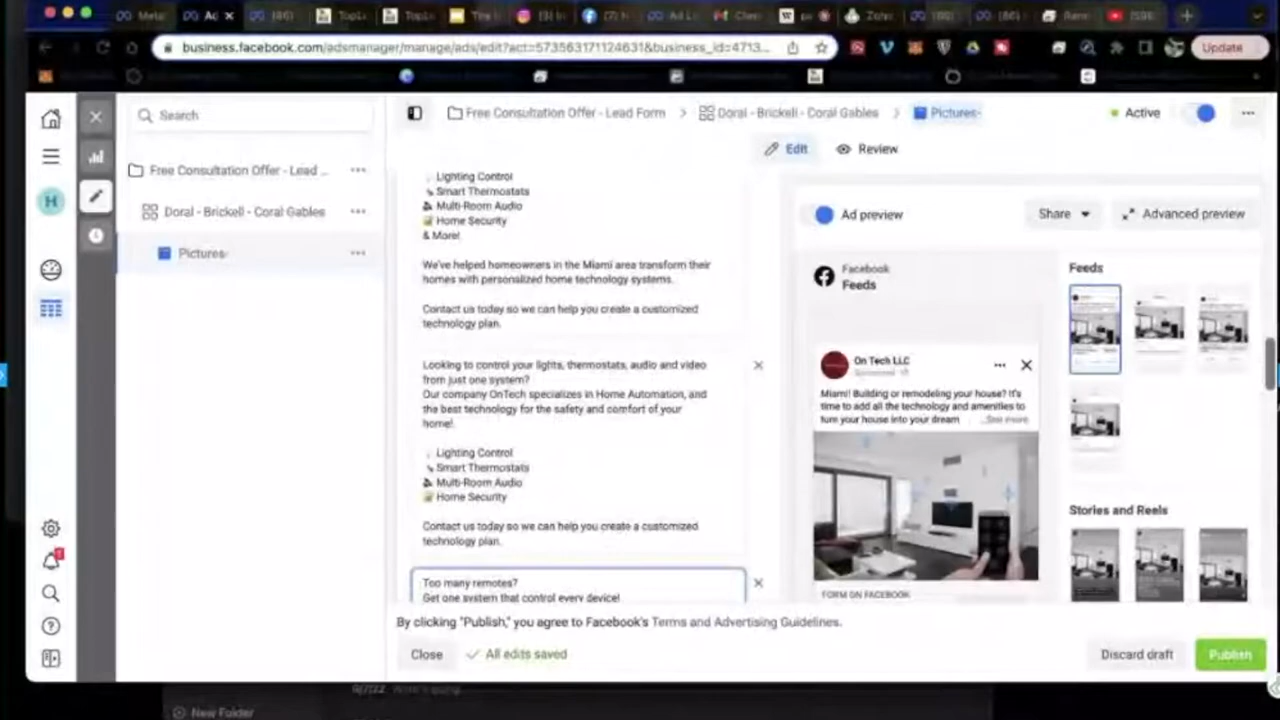 Update
business.facebook.com/adsmanager/manage/ads/edit?act=573563171124631&business_id=4713...
Search
Free Consultation Offer - Lead Form
Doral - Brickell - Coral Gables
Pictures-
Active
Edit
Review
Free Consultation Offer - Lead ...
Doral - Brickell - Coral Gables
Pictures-
H
Lighting Control
Smart Thermostats
Multi-Room Audio
Home Security
& More!
We've helped homeowners in the Miami area transform their
homes with personalized home technology systems.
Contact us today so we can help you create a customized
technology plan.
Looking to control your lights, thermostats, audio and video
from just one system?
Our company OnTech specializes in Home Automation, and
the best technology for the safety and comfort of your
home!
Lighting Control
Smart Thermostats
Multi-Room Audio
Home Security
Contact us today so we can help you create a customized
technology plan.
Too many remotes?
Get one system that control every device!
Ad preview
Share
Advanced preview
Facebook
Feeds
On Tech LLC
Sponsored
Miami! Building or remodeling your house? It's
time to add all the technology and amenities to
turn your house into your dream ...See more
FORM ON FACEBOOK
Feeds
Stories and Reels
By clicking "Publish," you agree to Facebook's Terms and Advertising Guidelines.
Close
All edits saved
Discard draft
Publish
New Folder